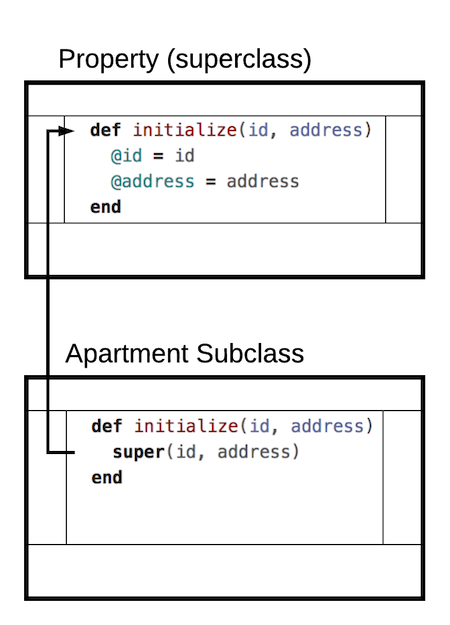 Property (superclass)
def initialize(id, address)
@id = id
@address = address
end
Apartment Subclass
def initialize(id, address)
super(id, address)
end